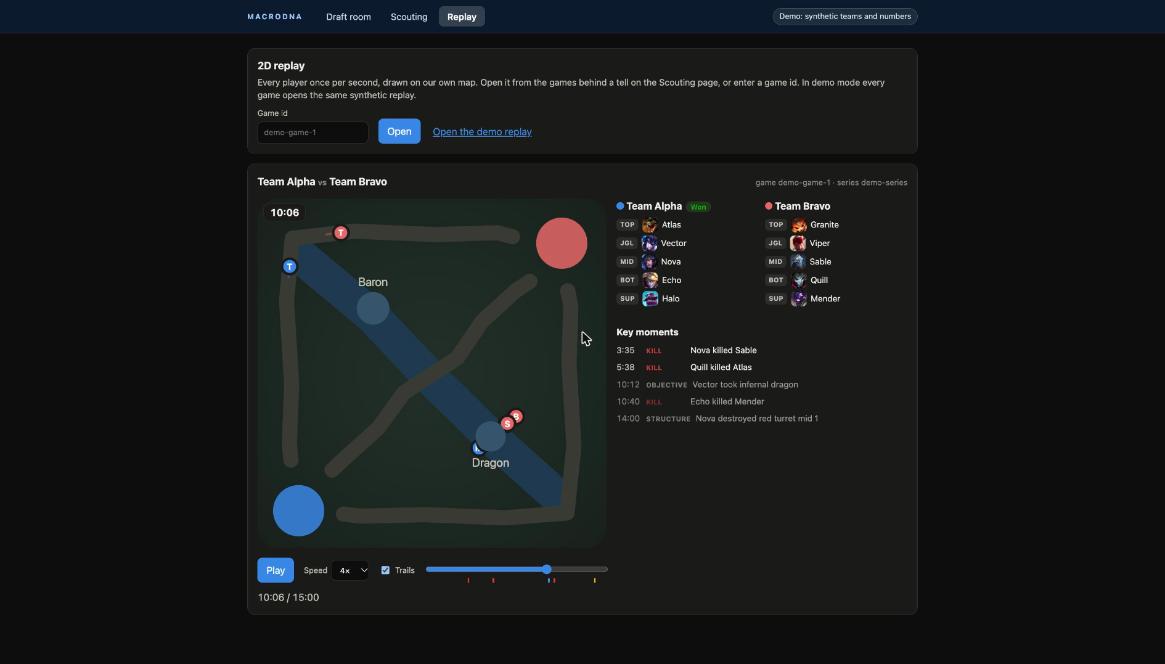 MACRODNA
Draft room
Scouting
Replay
Demo: synthetic teams and numbers
2D replay
Every player once per second, drawn on our own map. Open it from the games behind a tell on the Scouting page, or enter a game id. In demo mode every
game opens the same synthetic replay.
Game id
demo-game-1
Open
Open the demo replay
Team Alpha vs Team Bravo
game demo-game-1 · series demo-series
10:06
T
T
Baron
B
S
Dragon
Team Alpha Won
TOP Atlas
JGL Vector
MID Nova
BOT Echo
SUP Halo
Team Bravo
TOP Granite
JGL Viper
MID Sable
BOT Quill
SUP Mender
Key moments
3:35 KILL Nova killed Sable
5:38 KILL Quill killed Atlas
10:12 OBJECTIVE Vector took infernal dragon
10:40 KILL Echo killed Mender
14:00 STRUCTURE Nova destroyed red turret mid 1
Play
Speed
4×
Trails
10:06 / 15:00